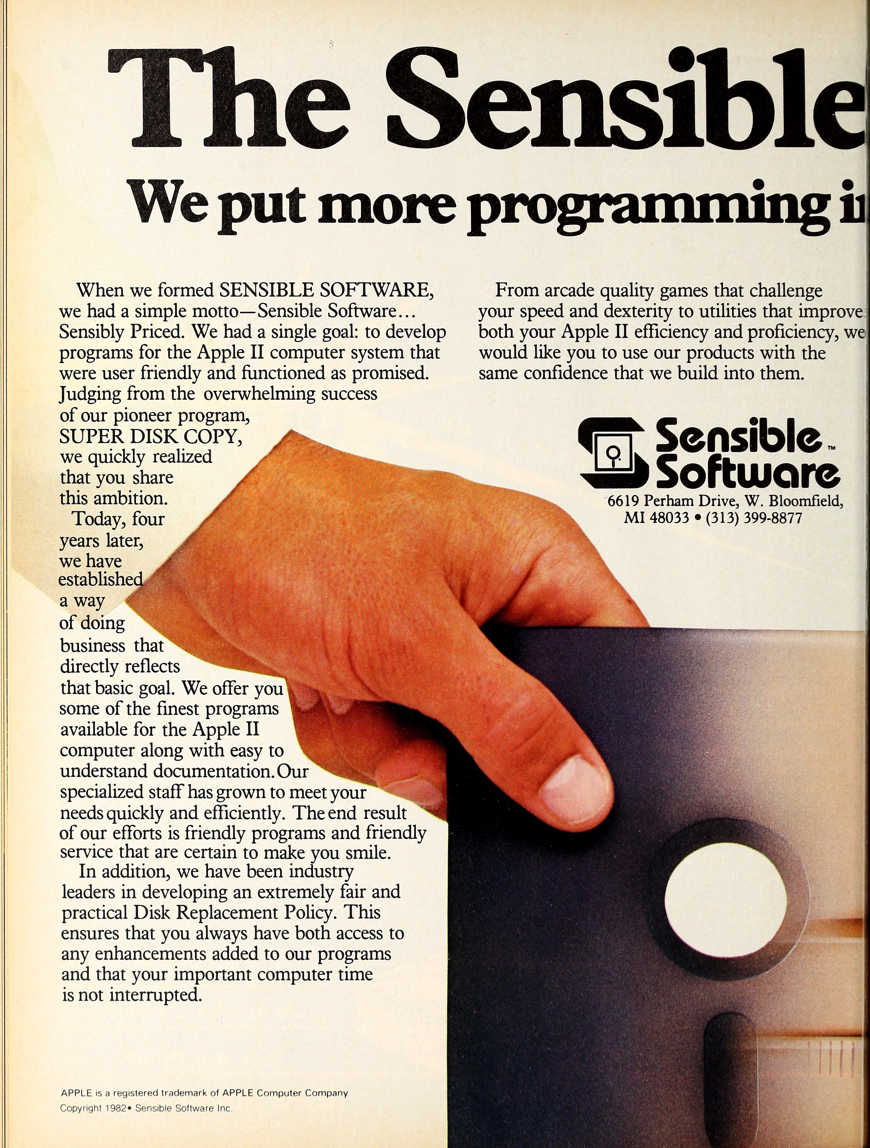 The Sensible
We put more programming
When we formed SENSIBLE SOFTWARE,
we had a simple motto—Sensible Software...
Sensibly Priced. We had a single goal: to develop
programs for the Apple II computer system that
were user friendly and functioned as promised.
Judging from the overwhelming success
of our pioneer program,
SUPER DISK COPY,
we quickly realized
that you share
this ambition.
Today, four
years later,
we have
established
a way
of doing
business that
directly reflects
that basic goal. We offer you
some of the finest programs
available for the Apple II
computer along with easy to
understand documentation. Our
specialized staff has grown to meet your
needs quickly and efficiently. The end result
of our efforts is friendly programs and friendly
service that are certain to make you smile.
In addition, we have been industry
leaders in developing an extremely fair and
practical Disk Replacement Policy. This
ensures that you always have both access to
any enhancements added to our programs
and that your important computer time
is not interrupted.
From arcade quality games that challenge
your speed and dexterity to utilities that improve
both your Apple II efficiency and proficiency, we
would like you to use our products with the
same confidence that we build into them.
Sensible™
Software
6619 Perham Drive, W. Bloomfield,
MI 48033 • (313) 399-8877
APPLE is a registered trademark of APPLE Computer Company
Copyright 1982• Sensible Software Inc.